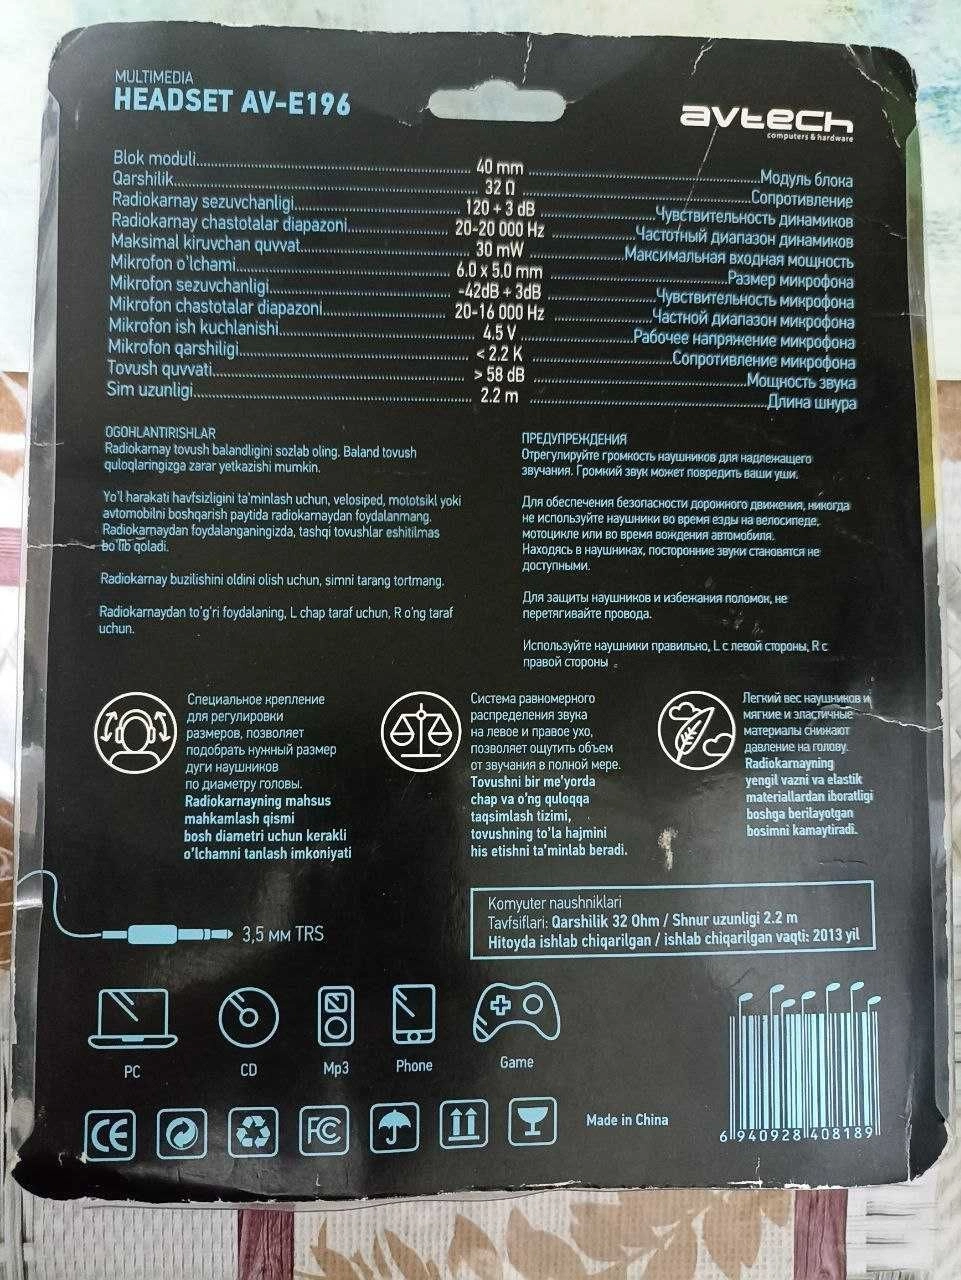 MULTIMEDIA
HEADSET AV-E196
avtech
computers & hardware
Blok moduli 40 mm Модуль блока
Qarshilik 32 Ω Сопротивление
Radiokarnay sezuvchanligi 120 + 3 dB Чувствительность динамиков
Radiokarnay chastotalar diapazoni 20-20 000 Hz Частотный диапазон динамиков
Maksimal kiruvchan quvvat 30 mW Максимальная входная мощность
Mikrofon o'lchami 6.0 x 5.0 mm Размер микрофона
Mikrofon sezuvchanligi -42dB + 3dB Чувствительность микрофона
Mikrofon chastotalar diapazoni 20-16 000 Hz Частной диапазон микрофона
Mikrofon ish kuchlanishi 4.5 V Рабочее напряжение микрофона
Mikrofon qarshiligi < 2.2 K Сопротивление микрофона
Tovush quvvati > 58 dB Мощность звука
Sim uzunligi 2.2 m Длина шнура
OGOHLANTIRISHLAR
Radiokarnay tovush balandligini sozlab oling. Baland tovush
quloqlaringizga zarar yetkazishi mumkin.
Yo'l harakati havfsizligini ta'minlash uchun, velosiped, mototsikl yoki
avtomobilni boshqarish paytida radiokarnaydan foydalanmang.
Radiokarnaydan foydalanganingizda, tashqi tovushlar eshitilmas
bo'lib qoladi.
Radiokarnay buzilishini oldini olish uchun, simni tarang tortmang.
Radiokarnaydan to'g'ri foydalaning, L chap taraf uchun, R o'ng taraf
uchun.
ПРЕДУПРЕЖДЕНИЯ
Отрегулируйте громкость наушников для надлежащего
звучания. Громкий звук может повредить ваши уши.
Для обеспечения безопасности дорожного движения, никогда
не используйте наушники во время езды на велосипеде,
мотоцикле или во время вождения автомобиля.
Находясь в наушниках, посторонние звуки становятся не
доступными.
Для защиты наушников и избежания поломок, не
перетягивайте провода.
Используйте наушники правильно, L с левой стороны, R с
правой стороны .
Специальное крепление
для регулировки
размеров, позволяет
подобрать нужный размер
дуги наушников
по диаметру головы.
Radiokarnayning mahsus
mahkamlash qismi
bosh diametri uchun kerakli
o'lchamni tanlash imkoniyati
Система равномерного
распределения звука
на левое и правое ухо,
позволяет ощутить объем
от звучания в полной мере.
Tovushni bir me'yorda
chap va o'ng quloqqa
taqsimlash tizimi,
tovushning to'la hajmini
his etishni ta'minlab beradi.
Легкий вес наушников и
мягкие и эластичные
материалы снижают
давление на голову.
Radiokarnayning
yengil vazni va elastik
materiallardan iboratligi
boshga berilayotgan
bosimni kamaytiradi.
3,5 мм TRS
Komyuter naushniklari
Tavfsiflari: Qarshilik 32 Ohm / Shnur uzunligi 2.2 m
Hitoyda ishlab chiqarilgan / ishlab chiqarilgan vaqti: 2013 yil
PC
CD
Mp3
Phone
Game
CE
FC
Made in China
6 940928 408189